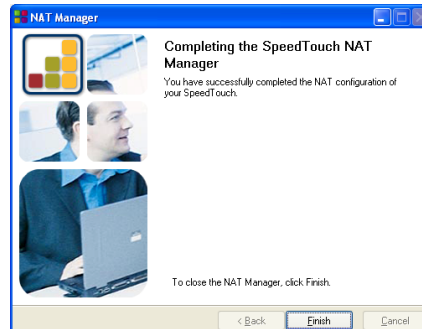 NAT Manager
Completing the SpeedTouch NAT
Manager
You have successfully completed the NAT configuration of
your SpeedTouch.
To close the NAT Manager, click Finish.
< Back
Finish
Cancel